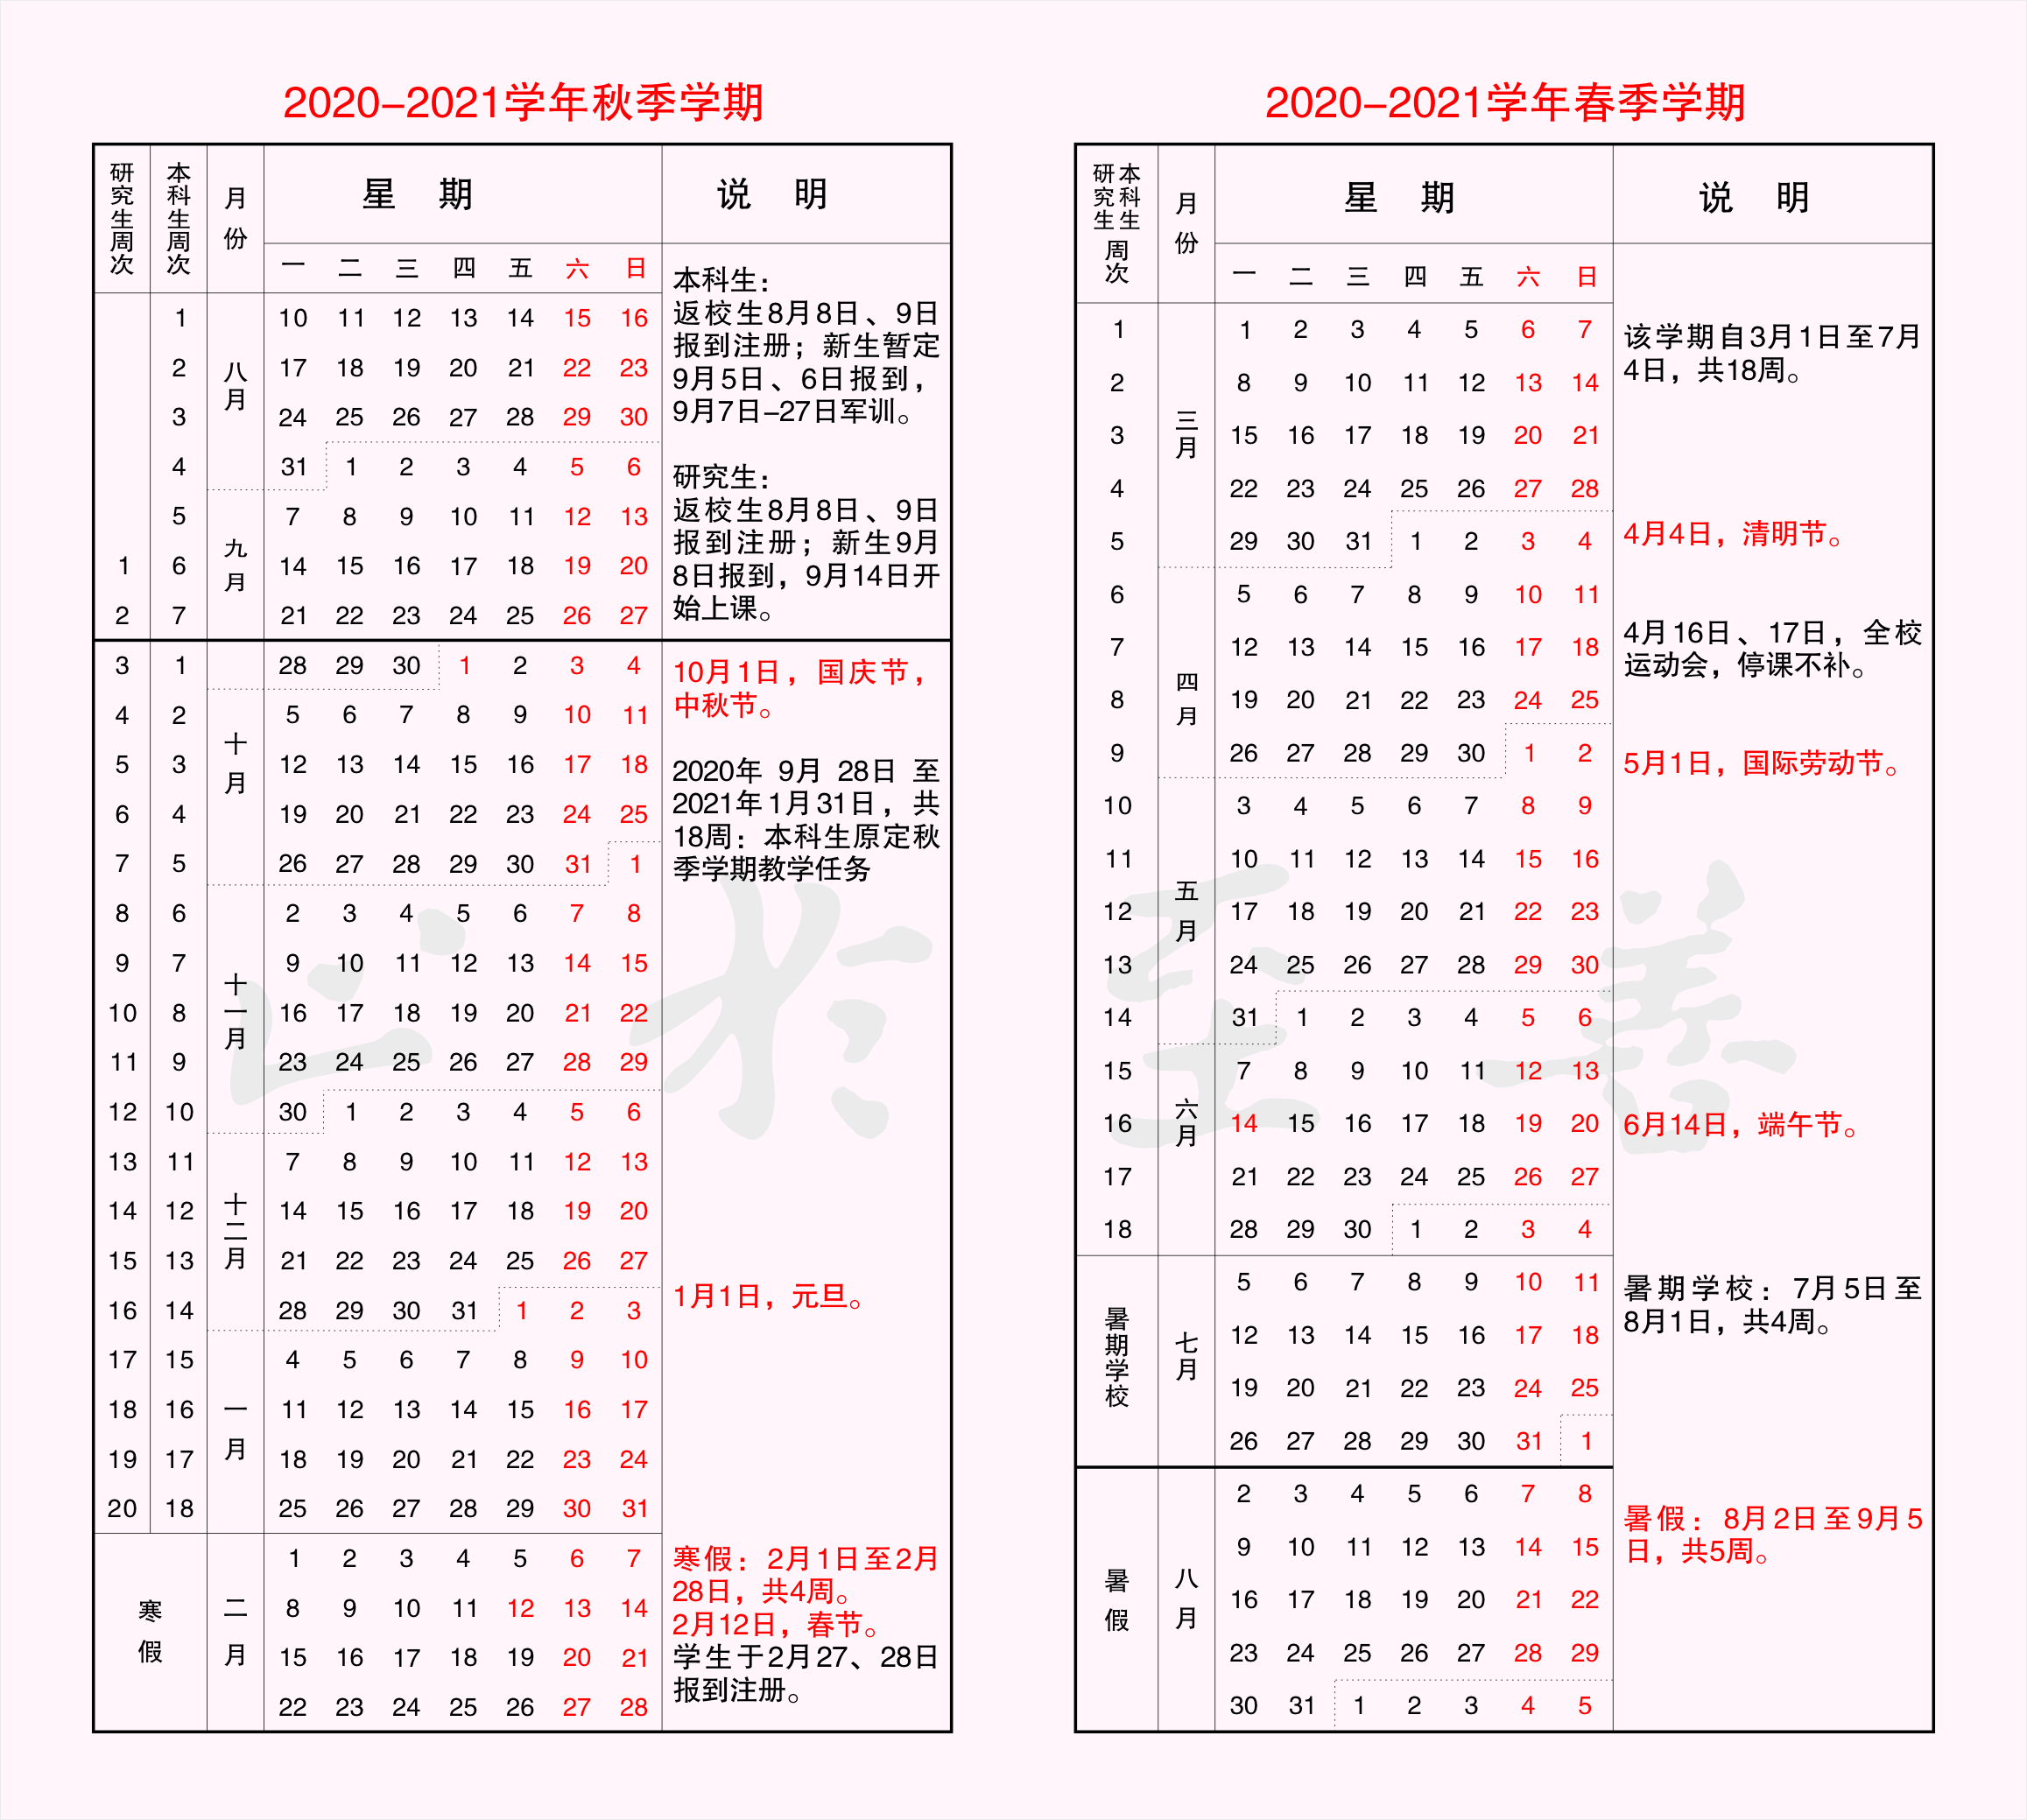 2020-2021学年秋季学期
研究生周次 本科生周次 月份 星期 说明
一 二 三 四 五 六 日
本科生：
返校生8月8日、9日
报到注册；新生暂定
9月5日、6日报到，
9月7日-27日军训。
研究生：
返校生8月8日、9日
报到注册；新生9月
8日报到，9月14日开
始上课。
八月
1 10 11 12 13 14 15 16
2 17 18 19 20 21 22 23
3 24 25 26 27 28 29 30
4 31 1 2 3 4 5 6
九月
5 7 8 9 10 11 12 13
1 6 14 15 16 17 18 19 20
2 7 21 22 23 24 25 26 27
3 1 28 29 30 1 2 3 4
10月1日，国庆节，
中秋节。
十月
4 2 5 6 7 8 9 10 11
5 3 12 13 14 15 16 17 18
6 4 19 20 21 22 23 24 25
7 5 26 27 28 29 30 31 1
2020年 9月 28日 至
2021年1月31日，共
18周：本科生原定秋
季学期教学任务
十一月
8 6 2 3 4 5 6 7 8
9 7 9 10 11 12 13 14 15
10 8 16 17 18 19 20 21 22
11 9 23 24 25 26 27 28 29
12 10 30 1 2 3 4 5 6
十二月
13 11 7 8 9 10 11 12 13
14 12 14 15 16 17 18 19 20
15 13 21 22 23 24 25 26 27
16 14 28 29 30 31 1 2 3
1月1日，元旦。
一月
17 15 4 5 6 7 8 9 10
18 16 11 12 13 14 15 16 17
19 17 18 19 20 21 22 23 24
20 18 25 26 27 28 29 30 31
寒假
二月
1 2 3 4 5 6 7
8 9 10 11 12 13 14
15 16 17 18 19 20 21
22 23 24 25 26 27 28
寒假：2月1日至2月
28日，共4周。
2月12日，春节。
学生于2月27、28日
报到注册。
2020-2021学年春季学期
研究生 本科生 周次 月份 星期 说明
一 二 三 四 五 六 日
三月
1 1 2 3 4 5 6 7
2 8 9 10 11 12 13 14
3 15 16 17 18 19 20 21
4 22 23 24 25 26 27 28
5 29 30 31 1 2 3 4
该学期自3月1日至7月
4日，共18周。
4月4日，清明节。
四月
6 5 6 7 8 9 10 11
7 12 13 14 15 16 17 18
8 19 20 21 22 23 24 25
9 26 27 28 29 30 1 2
4月16日、17日，全校
运动会，停课不补。
5月1日，国际劳动节。
五月
10 3 4 5 6 7 8 9
11 10 11 12 13 14 15 16
12 17 18 19 20 21 22 23
13 24 25 26 27 28 29 30
14 31 1 2 3 4 5 6
六月
15 7 8 9 10 11 12 13
16 14 15 16 17 18 19 20
17 21 22 23 24 25 26 27
18 28 29 30 1 2 3 4
6月14日，端午节。
暑期学校
七月
5 6 7 8 9 10 11
12 13 14 15 16 17 18
19 20 21 22 23 24 25
26 27 28 29 30 31 1
暑期学校：7月5日至
8月1日，共4周。
暑假
八月
2 3 4 5 6 7 8
9 10 11 12 13 14 15
16 17 18 19 20 21 22
23 24 25 26 27 28 29
30 31 1 2 3 4 5
暑假：8月2日至9月5
日，共5周。
止於至善